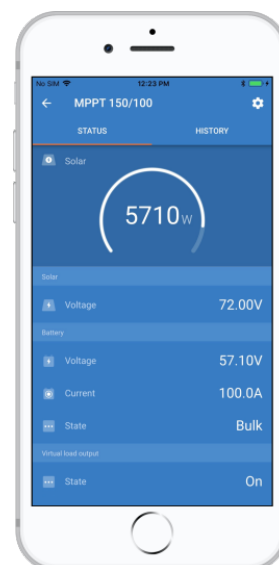 No SIM 12:23 PM
MPPT 150/100
STATUS HISTORY
Solar
5710W
Solar
Voltage 72.00V
Battery
Voltage 57.10V
Current 100.0A
State Bulk
Virtual load output
State On